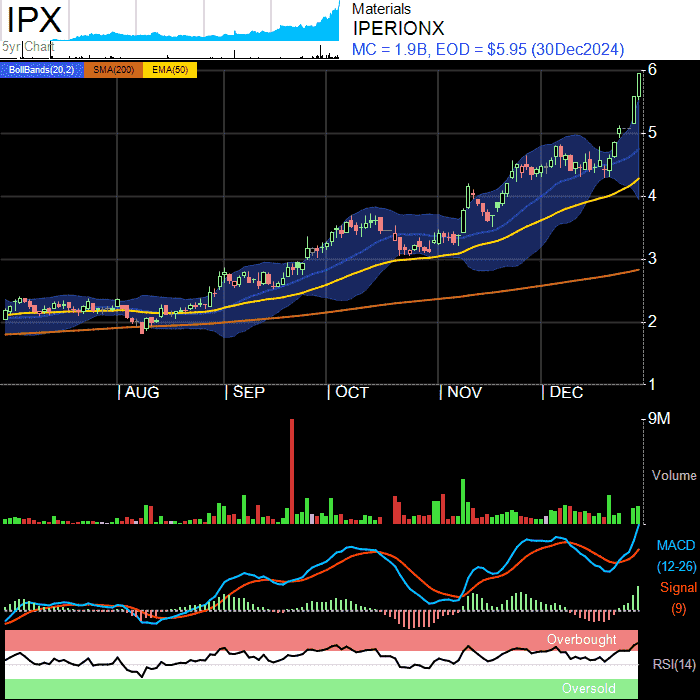 IPX
5yr Chart
Materials
IPERIONX
MC = 1.9B, EOD = $5.95 (30Dec2024)
BollBands(20,2) SMA(200) EMA(50)
6
5
4
3
2
1
AUG SEP OCT NOV DEC
9M
Volume
MACD
(12-26)
Signal
(9)
Overbought
RSI(14)
Oversold